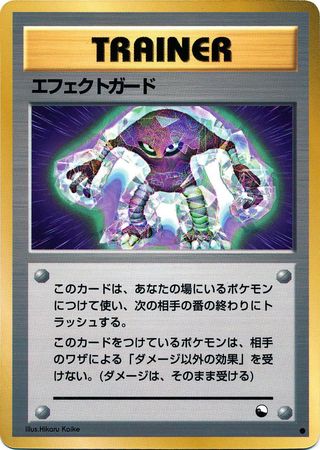 TRAINER
エフェクトガード
このカードは、あなたの場にいるポケモン
につけて使い、次の相手の番の終わりにト
ラッシュする。
このカードをつけているポケモンは、相手
のワザによる「ダメージ以外の効果」を受
けない。(ダメージは、そのまま受ける)
Illus.Hikaru Koike